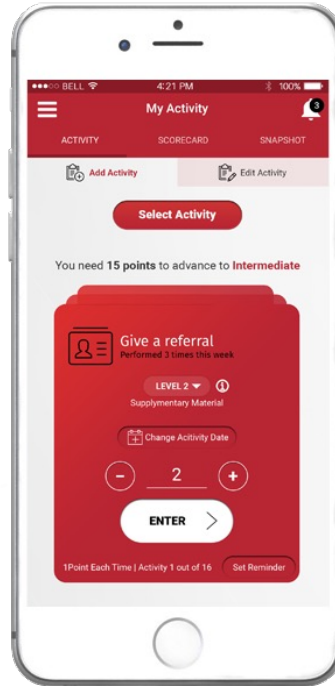 BELL 4:21 PM 100%
My Activity 3
ACTIVITY SCORECARD SNAPSHOT
Add Activity Edit Activity
Select Activity
You need 15 points to advance to Intermediate
Give a referral
Performed 3 times this week
LEVEL 2
Supplymentary Material
Change Acitivity Date
- 2 +
ENTER
1Point Each Time | Activity 1 out of 16 Set Reminder